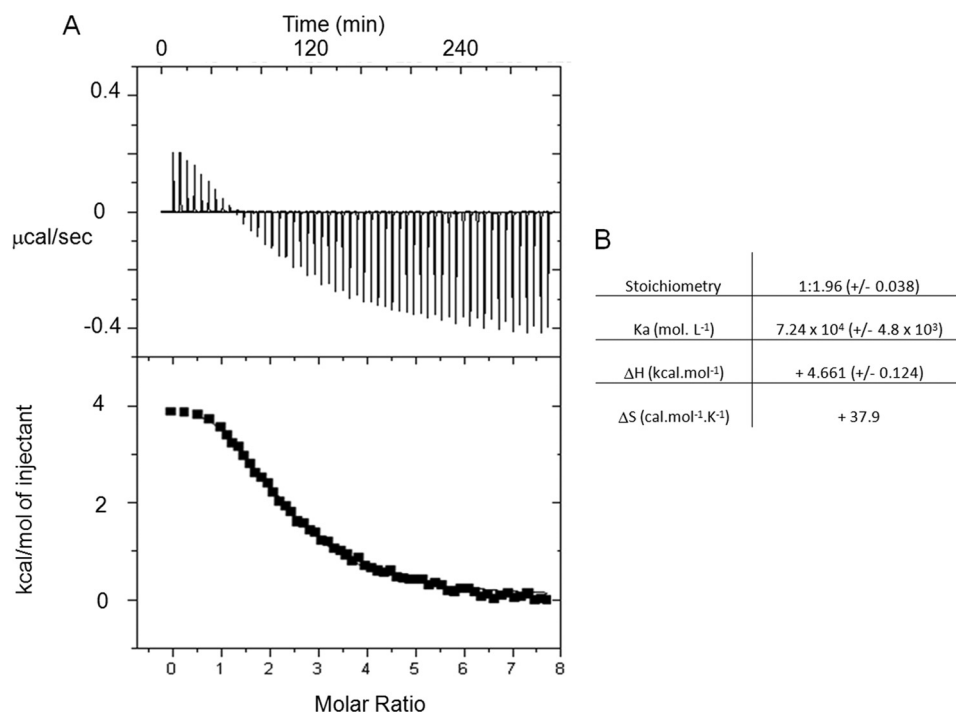 A
Time (min)
0 120 240
0.4
0
μcal/sec
-0.4
4
2
0
kcal/mol of injectant
0 1 2 3 4 5 6 7 8
Molar Ratio
B
Stoichiometry 1:1.96 (+/- 0.038)
Ka (mol. L⁻¹) 7.24 x 10⁴ (+/- 4.8 x 10³)
ΔH (kcal.mol⁻¹) + 4.661 (+/- 0.124)
ΔS (cal.mol⁻¹.K⁻¹) + 37.9